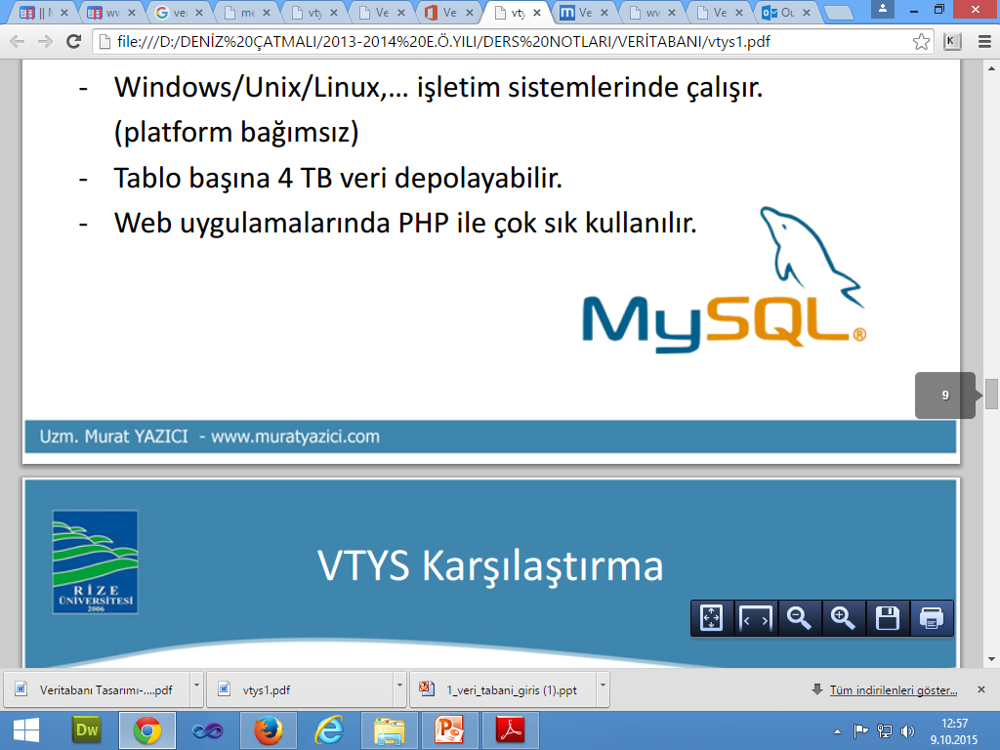 || M
wv
ver
me
vty
Ve
Ve
vty
Ve
wv
Ve
Ou
file:///D:/DENİZ%20ÇATMALI/2013-2014%20E.Ö.YILI/DERS%20NOTLARI/VERİTABANI/vtys1.pdf
- Windows/Unix/Linux,... işletim sistemlerinde çalışır.
(platform bağımsız)
- Tablo başına 4 TB veri depolayabilir.
- Web uygulamalarında PHP ile çok sık kullanılır.
MySQL®
9
Uzm. Murat YAZICI - www.muratyazici.com
RİZE
ÜNİVERSİTESİ
2006
VTYS Karşılaştırma
Veritabanı Tasarımı-....pdf
vtys1.pdf
1_veri_tabani_giris (1).ppt
Tüm indirilenleri göster...
Dw
12:57
9.10.2015